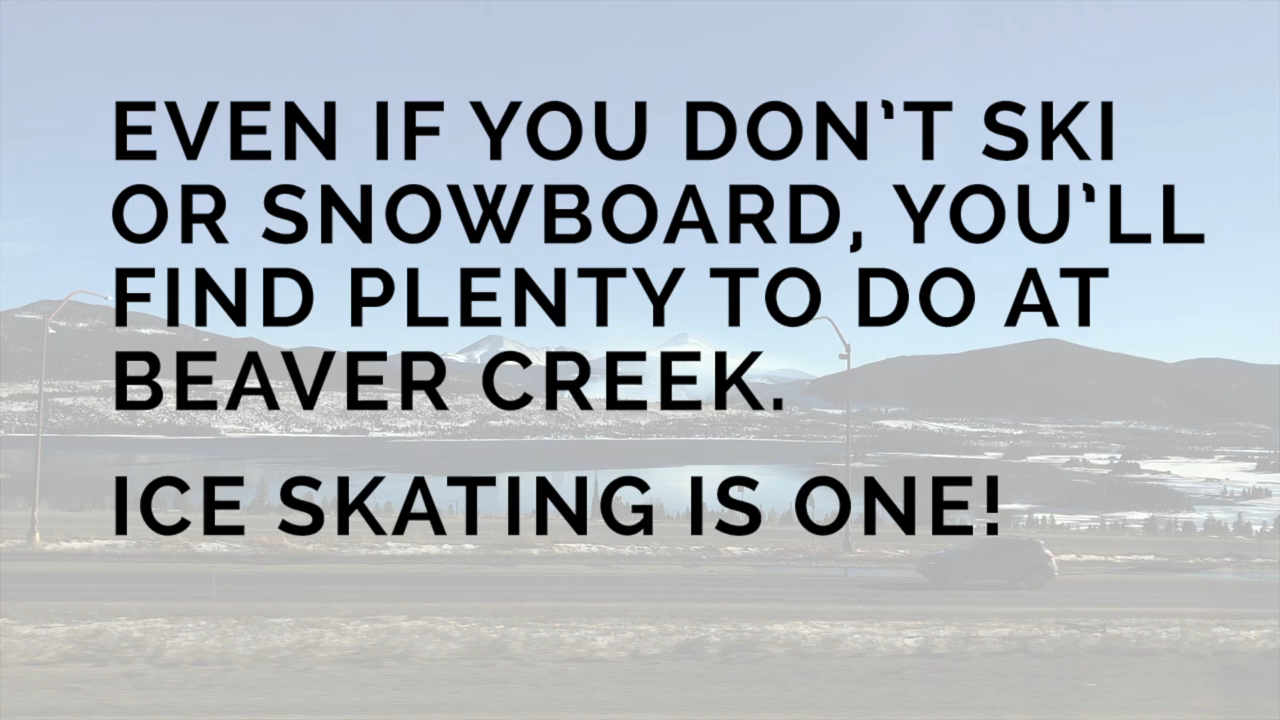 EVEN IF YOU DON'T SKI
OR SNOWBOARD, YOU'LL
FIND PLENTY TO DO AT
BEAVER CREEK.
ICE SKATING IS ONE!